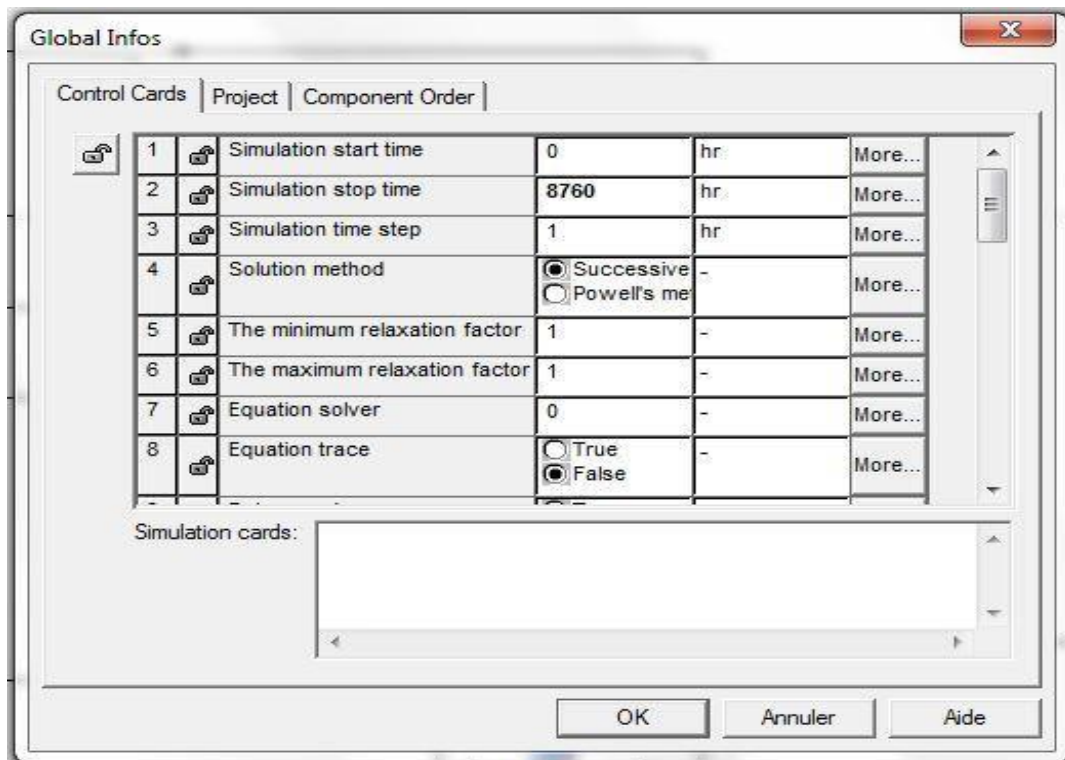 Global Infos
Control Cards Project Component Order
1 Simulation start time 0 hr More...
2 Simulation stop time 8760 hr More...
3 Simulation time step 1 hr More...
4 Solution method Successive - More...
Powell's me
5 The minimum relaxation factor 1 - More...
6 The maximum relaxation factor 1 - More...
7 Equation solver 0 - More...
8 Equation trace True - More...
False
Simulation cards:
OK Annuler Aide